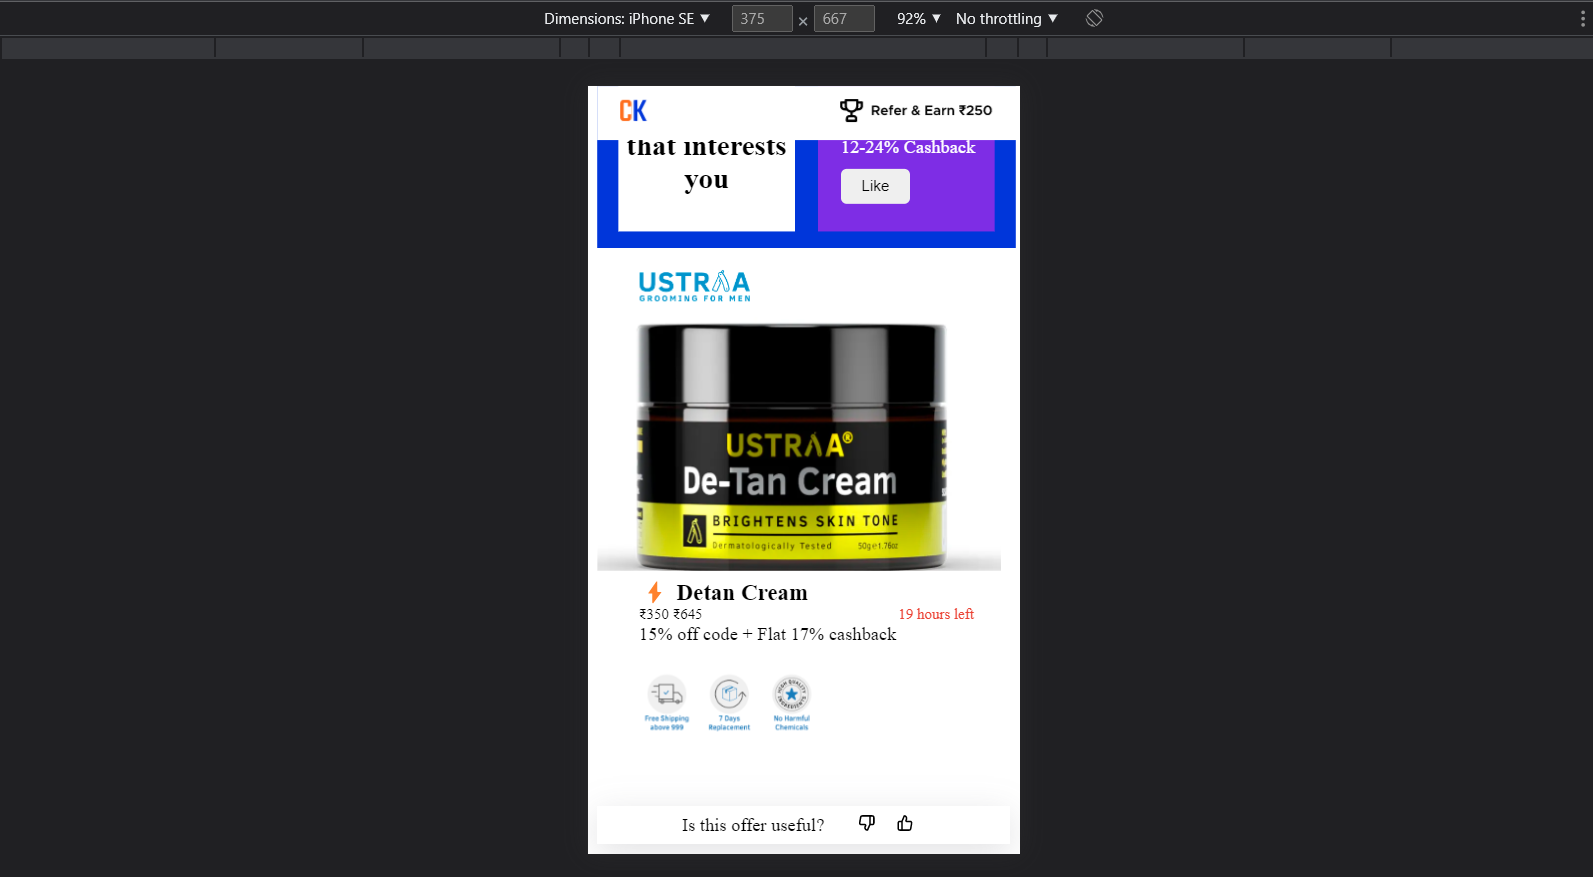 Dimensions: iPhone SE ▼ 375 × 667 92% ▼ No throttling ▼
CK Refer & Earn ₹250
that interests
you
12-24% Cashback
Like
USTRAA
GROOMING FOR MEN
USTRAA®
De-Tan Cream
BRIGHTENS SKIN TONE
Dermatologically Tested 50g℮1.76oz
Detan Cream
₹350 ₹645 19 hours left
15% off code + Flat 17% cashback
HIGH QUALITY INGREDIENTS
Free Shipping
above 999
7 Days
Replacement
No Harmful
Chemicals
Is this offer useful?